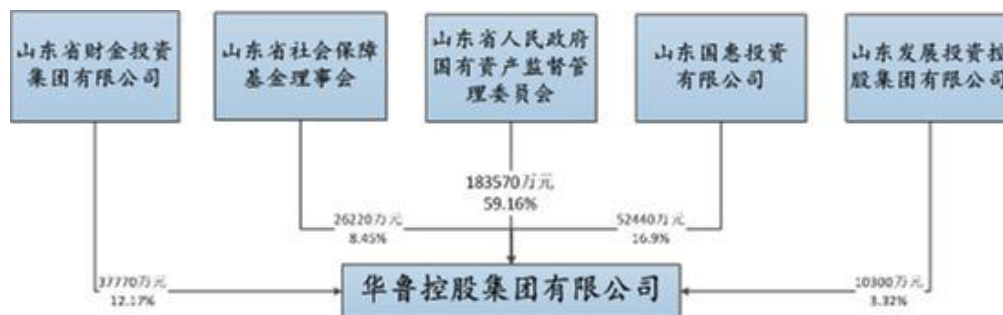 山东省财金投资
集团有限公司
山东省社会保障
基金理事会
山东省人民政府
国有资产监督管
理委员会
山东国惠投资
有限公司
山东发展投资控
股集团有限公司
183570万元
59.16%
26220万元
8.45%
52440万元
16.9%
37770万元
12.17%
华鲁控股集团有限公司
10300万元
3.32%